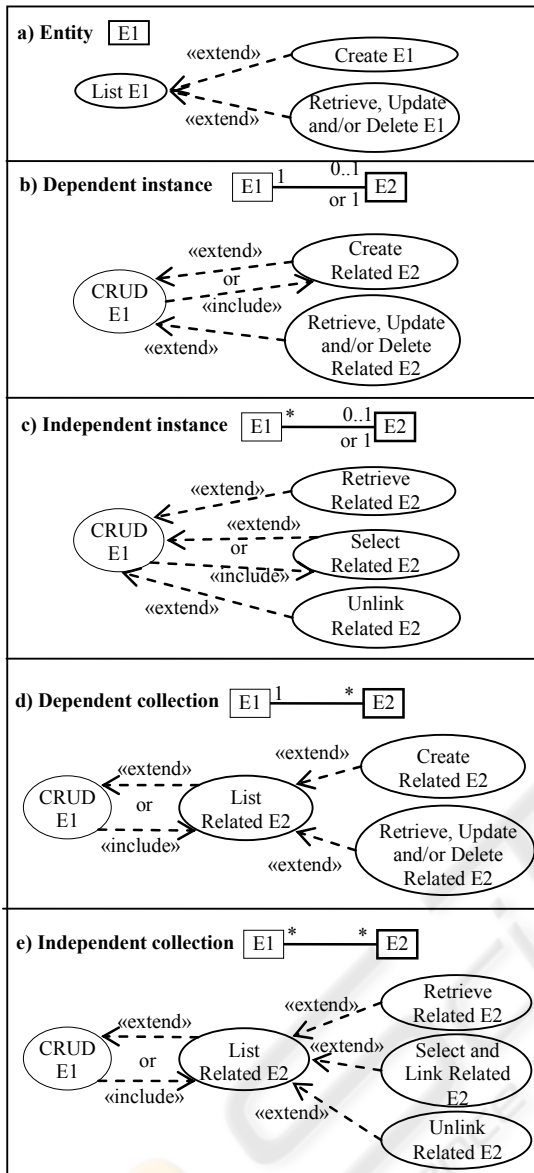 a) Entity E1
«extend»
Create E1
List E1
Retrieve, Update
and/or Delete E1
«extend»
b) Dependent instance E1 1 0..1 E2
or 1
«extend»
Create
Related E2
or
CRUD
E1
«include»
«extend»
Retrieve, Update
and/or Delete
Related E2
c) Independent instance E1 * 0..1 E2
or 1
«extend»
Retrieve
Related E2
«extend»
CRUD
E1
or
Select
Related E2
«include»
«extend»
Unlink
Related E2
d) Dependent collection E1 1 * E2
«extend»
Create
Related E2
«extend»
CRUD
E1
or
List
Related E2
«include»
Retrieve, Update
and/or Delete
Related E2
«extend»
e) Independent collection E1 * * E2
Retrieve
Related E2
«extend»
«extend»
CRUD
E1
or
List
Related E2
«extend»
Select and
Link Related
E2
«include»
«extend»
Unlink
Related E2